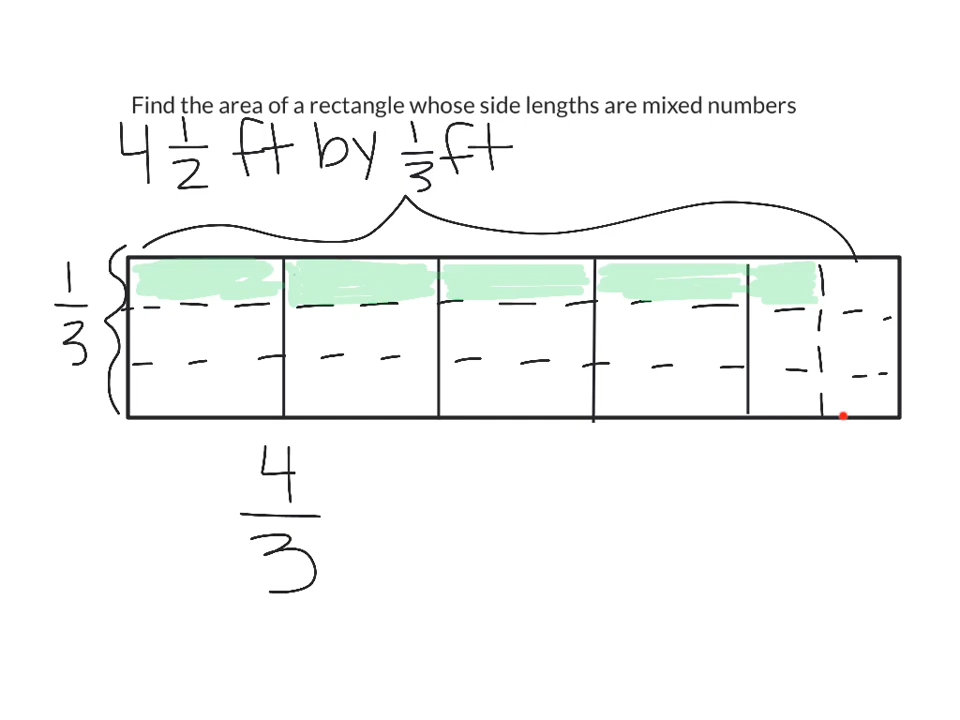 Find the area of a rectangle whose side lengths are mixed numbers
4 1/2 ft by 1/3 ft
1/3
4/3